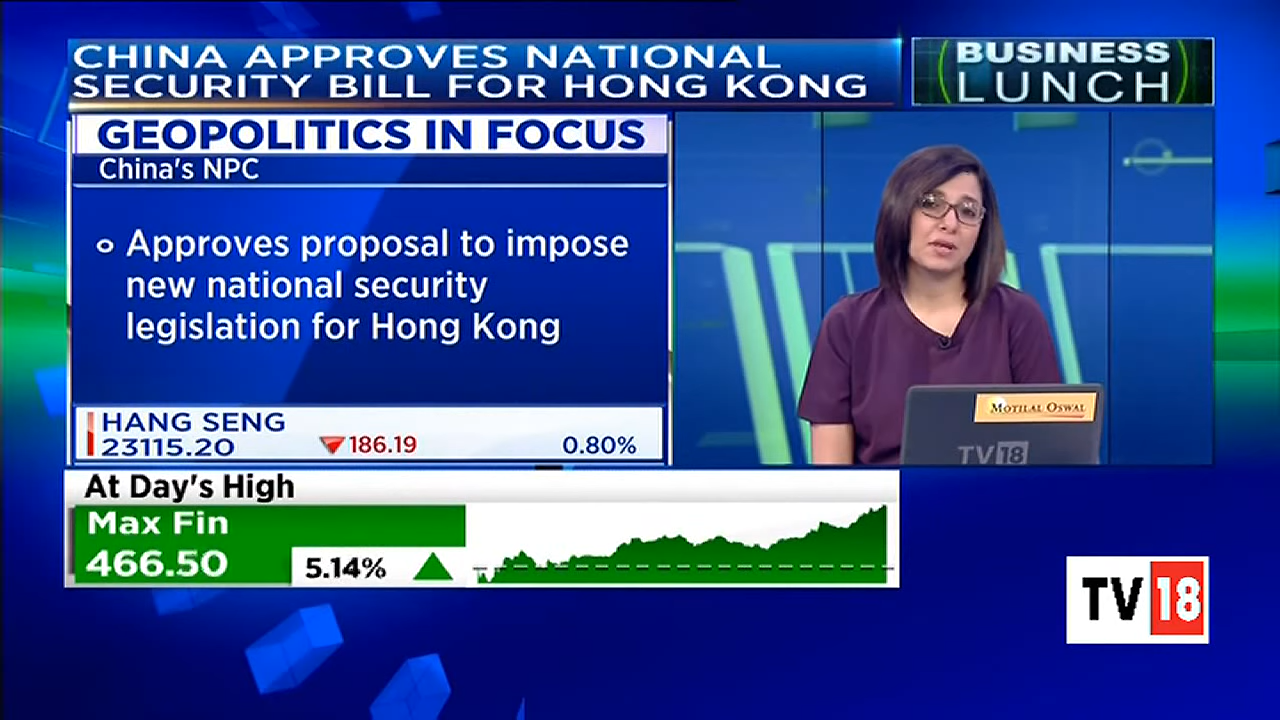 CHINA APPROVES NATIONAL
SECURITY BILL FOR HONG KONG
BUSINESS
LUNCH
GEOPOLITICS IN FOCUS
China's NPC
o Approves proposal to impose
new national security
legislation for Hong Kong
HANG SENG
23115.20 ▼186.19 0.80%
MOTILAL OSWAL
TV18
At Day's High
Max Fin
466.50 5.14% ▲
TV18